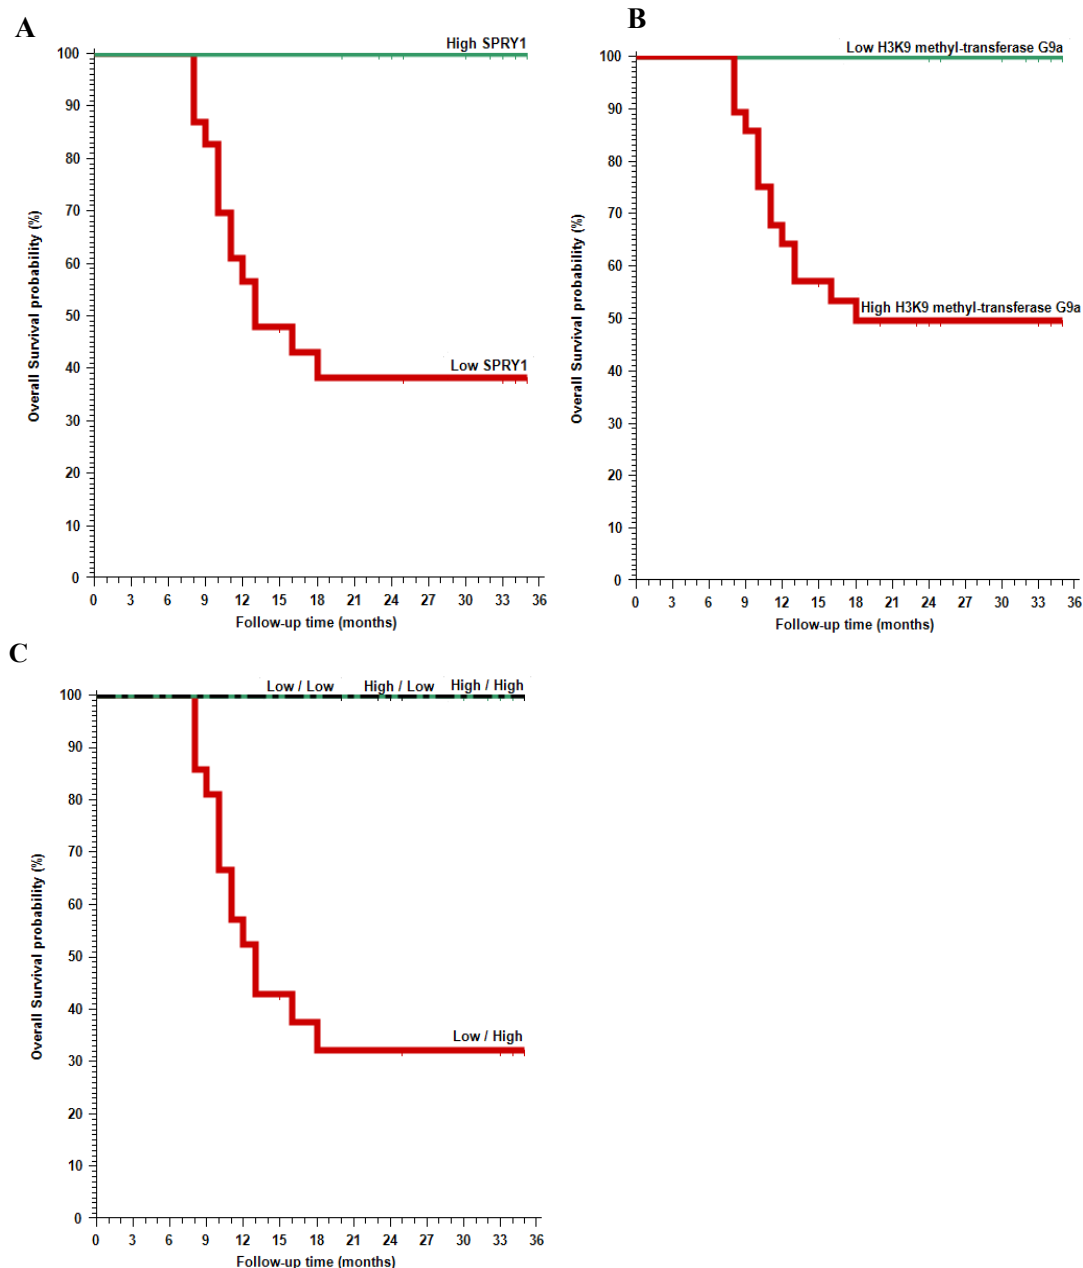 A
High SPRY1
100
90
80
70
60
50
40
30
20
10
0
Low SPRY1
Overall Survival probability (%)
0 3 6 9 12 15 18 21 24 27 30 33 36
Follow-up time (months)
B
Low H3K9 methyl-transferase G9a
100
90
80
70
60
50
40
30
20
10
0
High H3K9 methyl-transferase G9a
Overall Survival probability (%)
0 3 6 9 12 15 18 21 24 27 30 33 36
Follow-up time (months)
C
Low / Low High / Low High / High
100
90
80
70
60
50
40
30
20
10
0
Low / High
Overall Survival probability (%)
0 3 6 9 12 15 18 21 24 27 30 33 36
Follow-up time (months)